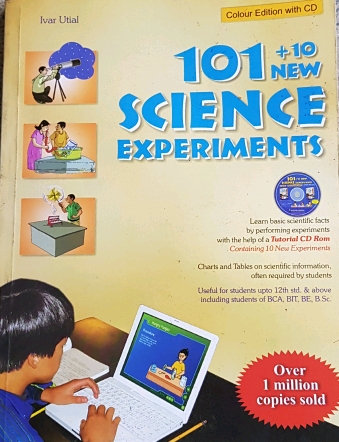 Ivar Utial
Colour Edition with CD
101 +10
NEW
SCIENCE
EXPERIMENTS
101
Learn basic scientific facts
by performing experiments
with the help of a Tutorial CD Rom
Containing 10 New Experiments
Charts and Tables on scientific information,
often required by students
Useful for students upto 12th std. & above
including students of BCA, BIT, BE, B.Sc.
Over
1 million
copies sold